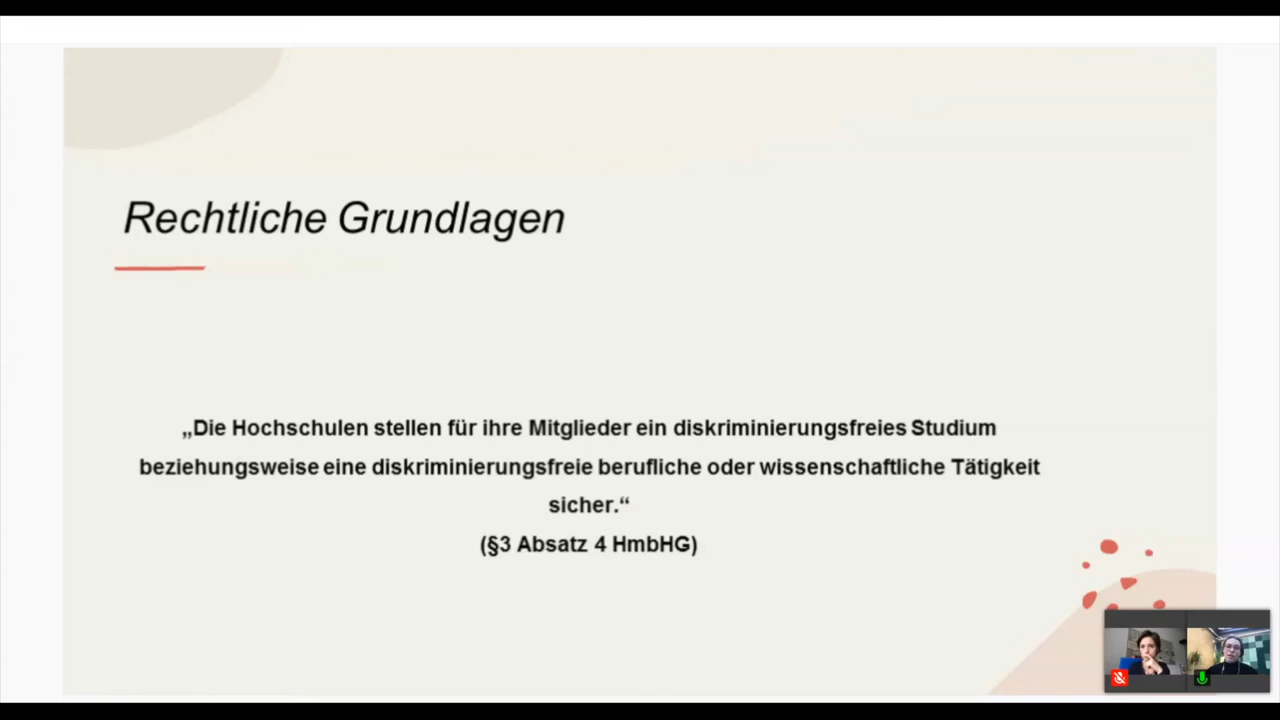 Rechtliche Grundlagen
„Die Hochschulen stellen für ihre Mitglieder ein diskriminierungsfreies Studium
beziehungsweise eine diskriminierungsfreie berufliche oder wissenschaftliche Tätigkeit
sicher.“
(§3 Absatz 4 HmbHG)